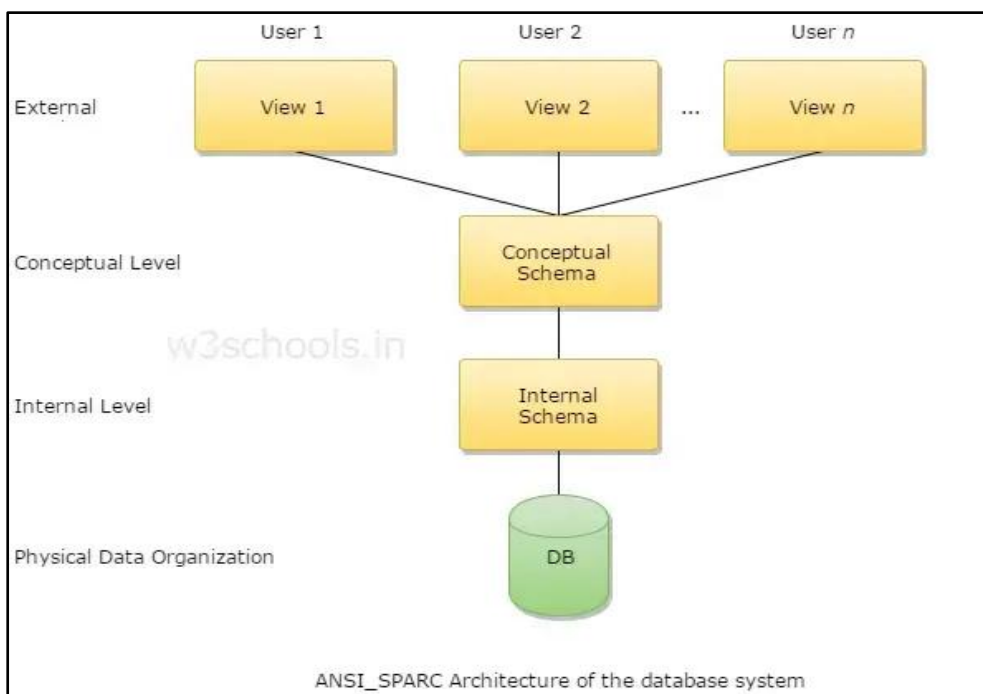 User 1
User 2
User n
External
View 1
View 2
...
View n
Conceptual Level
Conceptual
Schema
w3schools.in
Internal Level
Internal
Schema
Physical Data Organization
DB
ANSI_SPARC Architecture of the database system